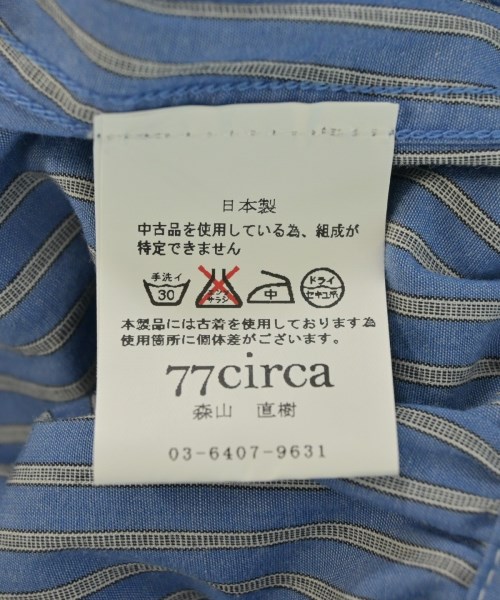 日本製
中古品を使用している為、組成が
特定できません
手洗イ 30 エンソ サラシ 中 ドライ セキユ系
本製品には古着を使用しております為
使用箇所に個体差がございます。
77circa
森山 直樹
03-6407-9631